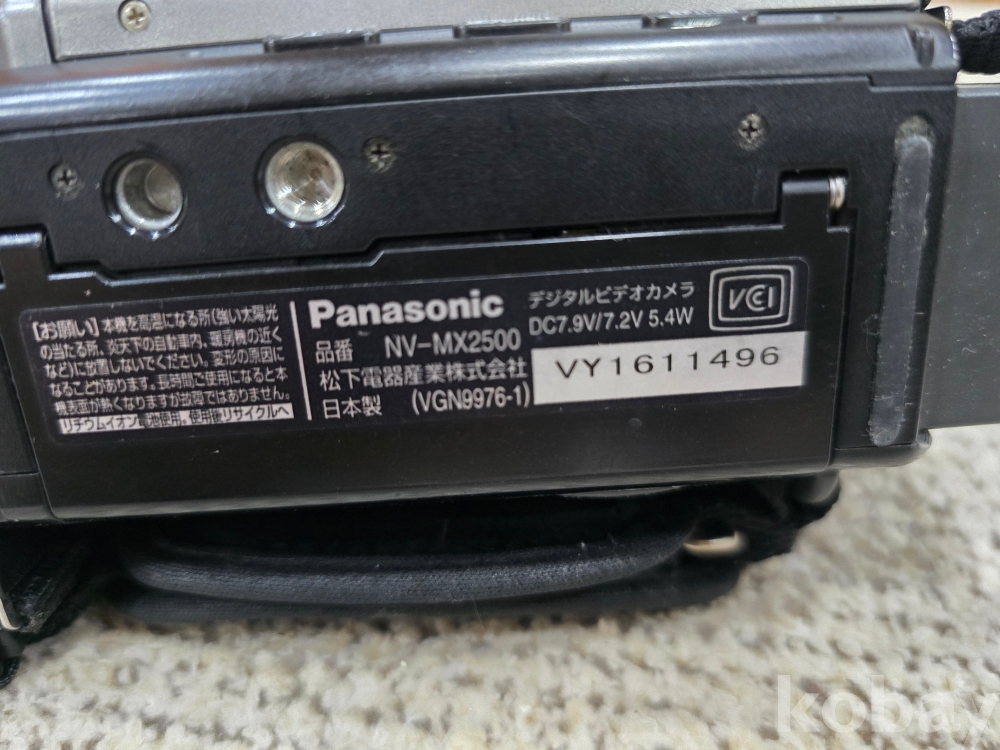 【お願い】本機を高温になる所(強い太陽光
の当たる所、炎天下の自動車内、暖房機の近く
など)に放置しないでください。変形の原因に
なることがあります。長時間ご使用になると本
機表面が熱くなりますが故障ではありません。
リチウムイオン電池使用。使用後リサイクルへ
Panasonic
デジタルビデオカメラ
DC7.9V/7.2V 5.4W
VCI
品番 NV-MX2500
松下電器産業株式会社
日本製 (VGN9976-1)
VY1611496
kobay